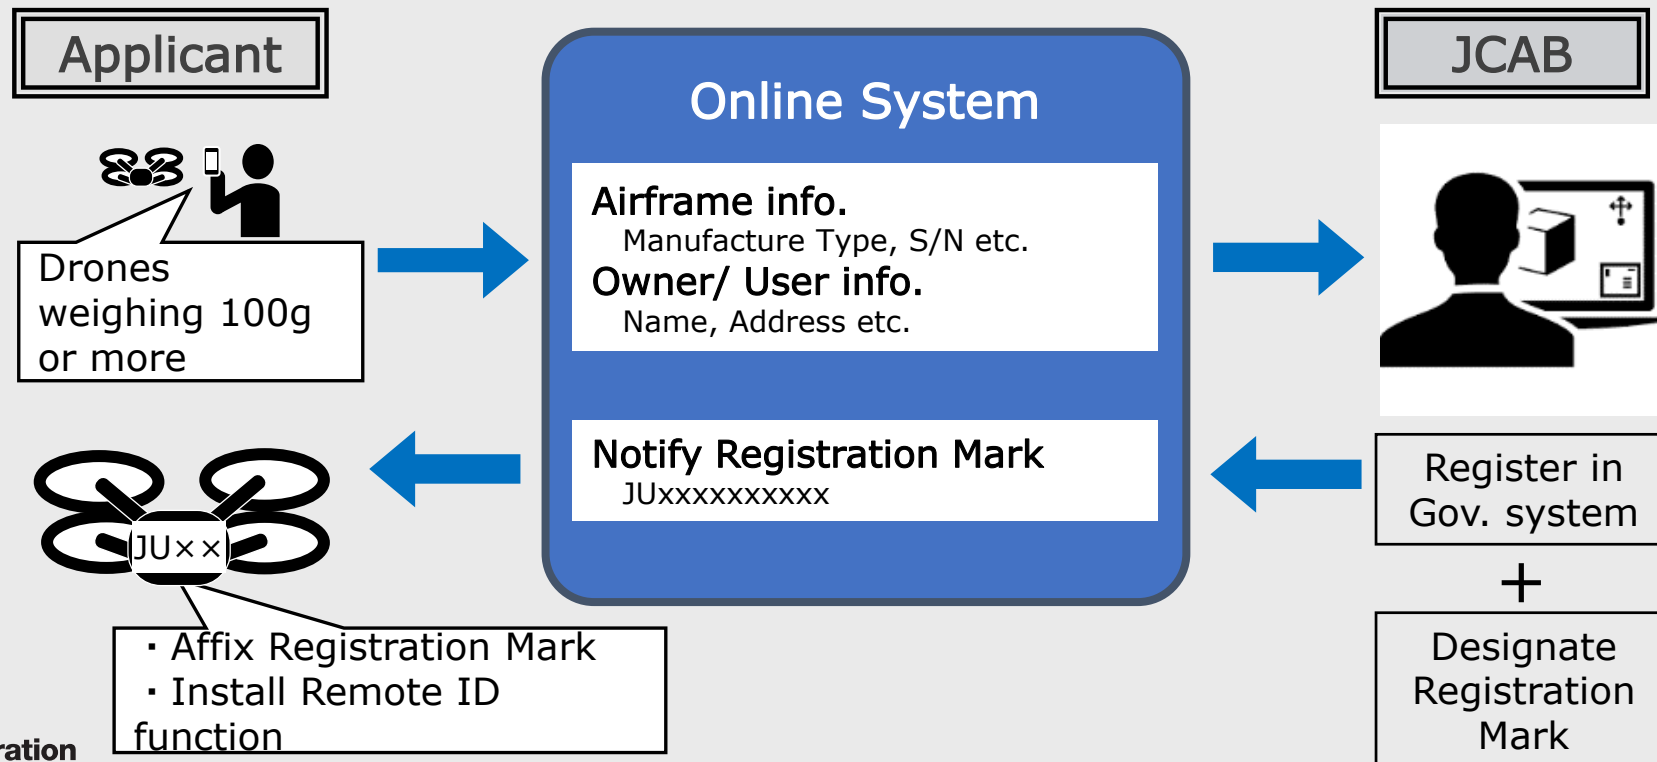 Applicant
Online System
JCAB
Drones
weighing 100g
or more
Airframe info.
Manufacture Type, S/N etc.
Owner/ User info.
Name, Address etc.
Notify Registration Mark
JUxxxxxxxxxx
Register in
Gov. system
+
Designate
Registration
Mark
JU××
・Affix Registration Mark
・Install Remote ID
function
ration